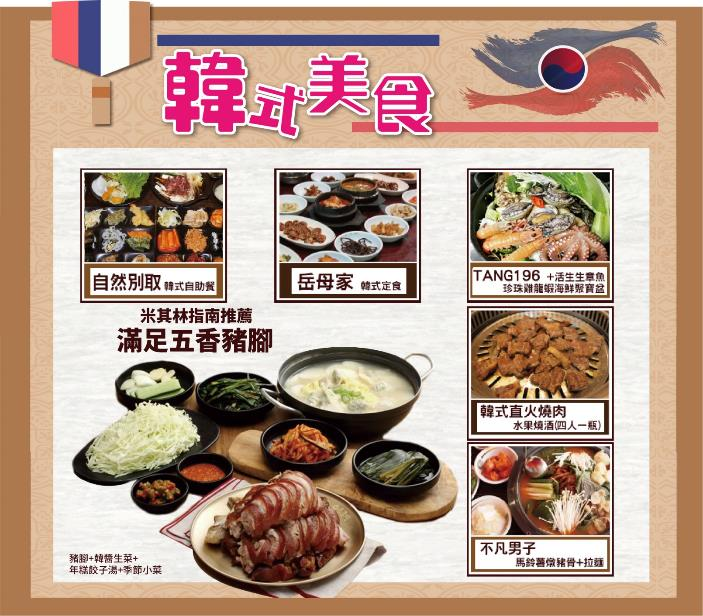 韓式美食
自然別取 韓式自助餐
岳母家 韓式定食
TANG196 +活生生章魚
珍珠雞龍蝦海鮮聚寶盆
米其林指南推薦
滿足五香豬腳
韓式直火燒肉
水果燒酒(四人一瓶)
不凡男子
馬鈴薯燉豬骨+拉麵
豬腳+韓醬生菜+
年糕餃子湯+季節小菜